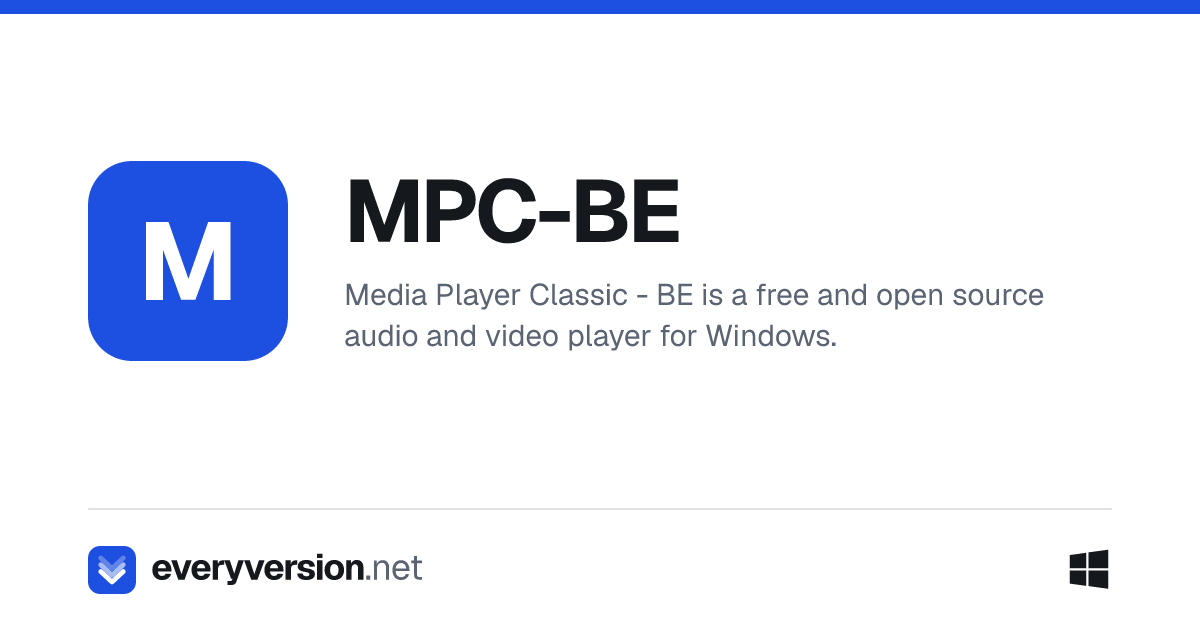 M
MPC-BE
Media Player Classic - BE is a free and open source
audio and video player for Windows.
everyversion.net